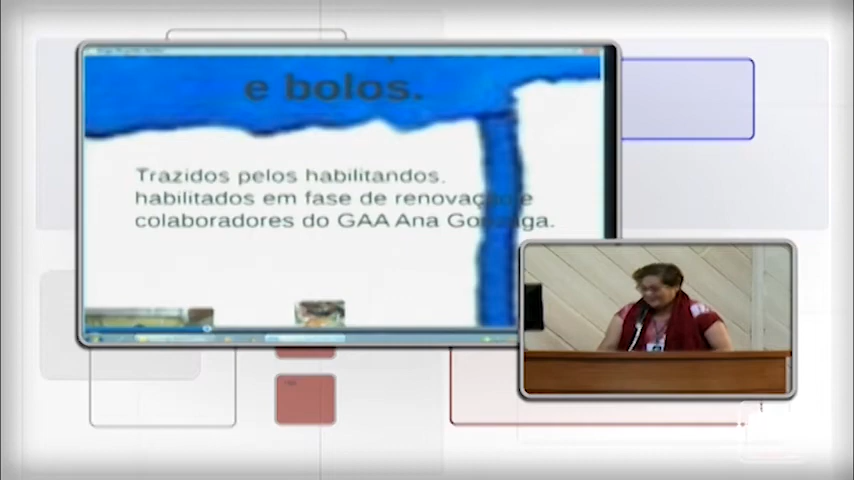 e bolos.
Trazidos pelos habilitandos.
habilitados em fase de renovação e
colaboradores do GAA Ana Gonzaga.